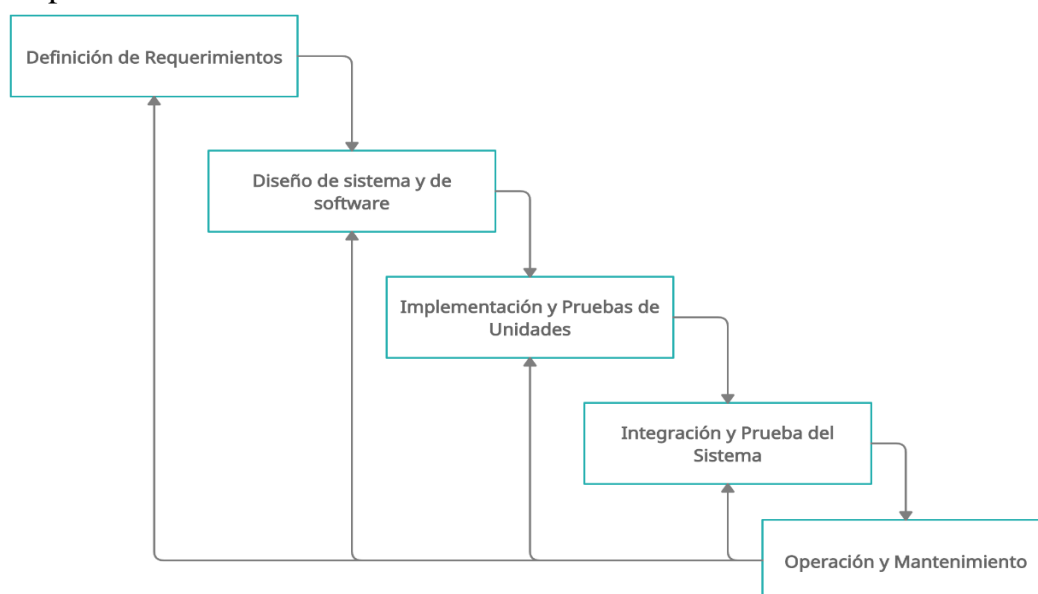 Definición de Requerimientos
Diseño de sistema y de
software
Implementación y Pruebas de
Unidades
Integración y Prueba del
Sistema
Operación y Mantenimiento